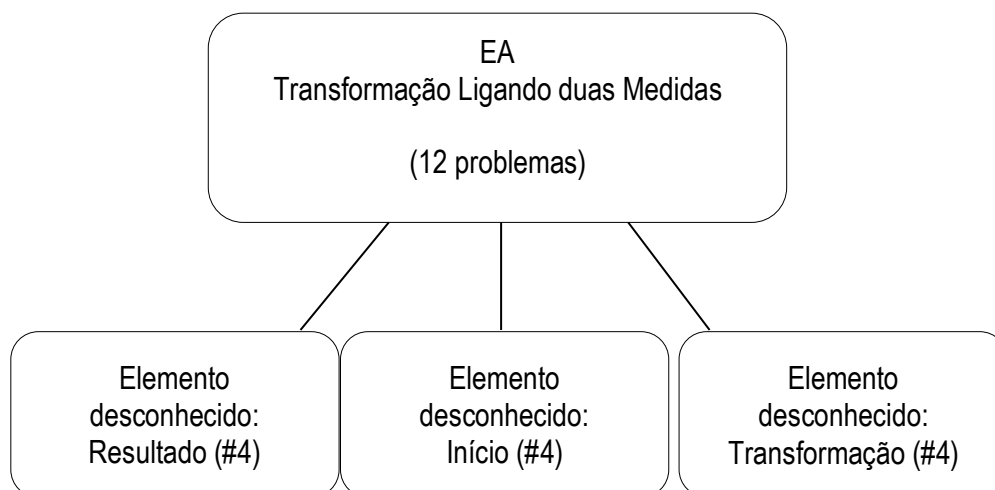 EA
Transformação Ligando duas Medidas
(12 problemas)
Elemento
desconhecido:
Resultado (#4)
Elemento
desconhecido:
Início (#4)
Elemento
desconhecido:
Transformação (#4)